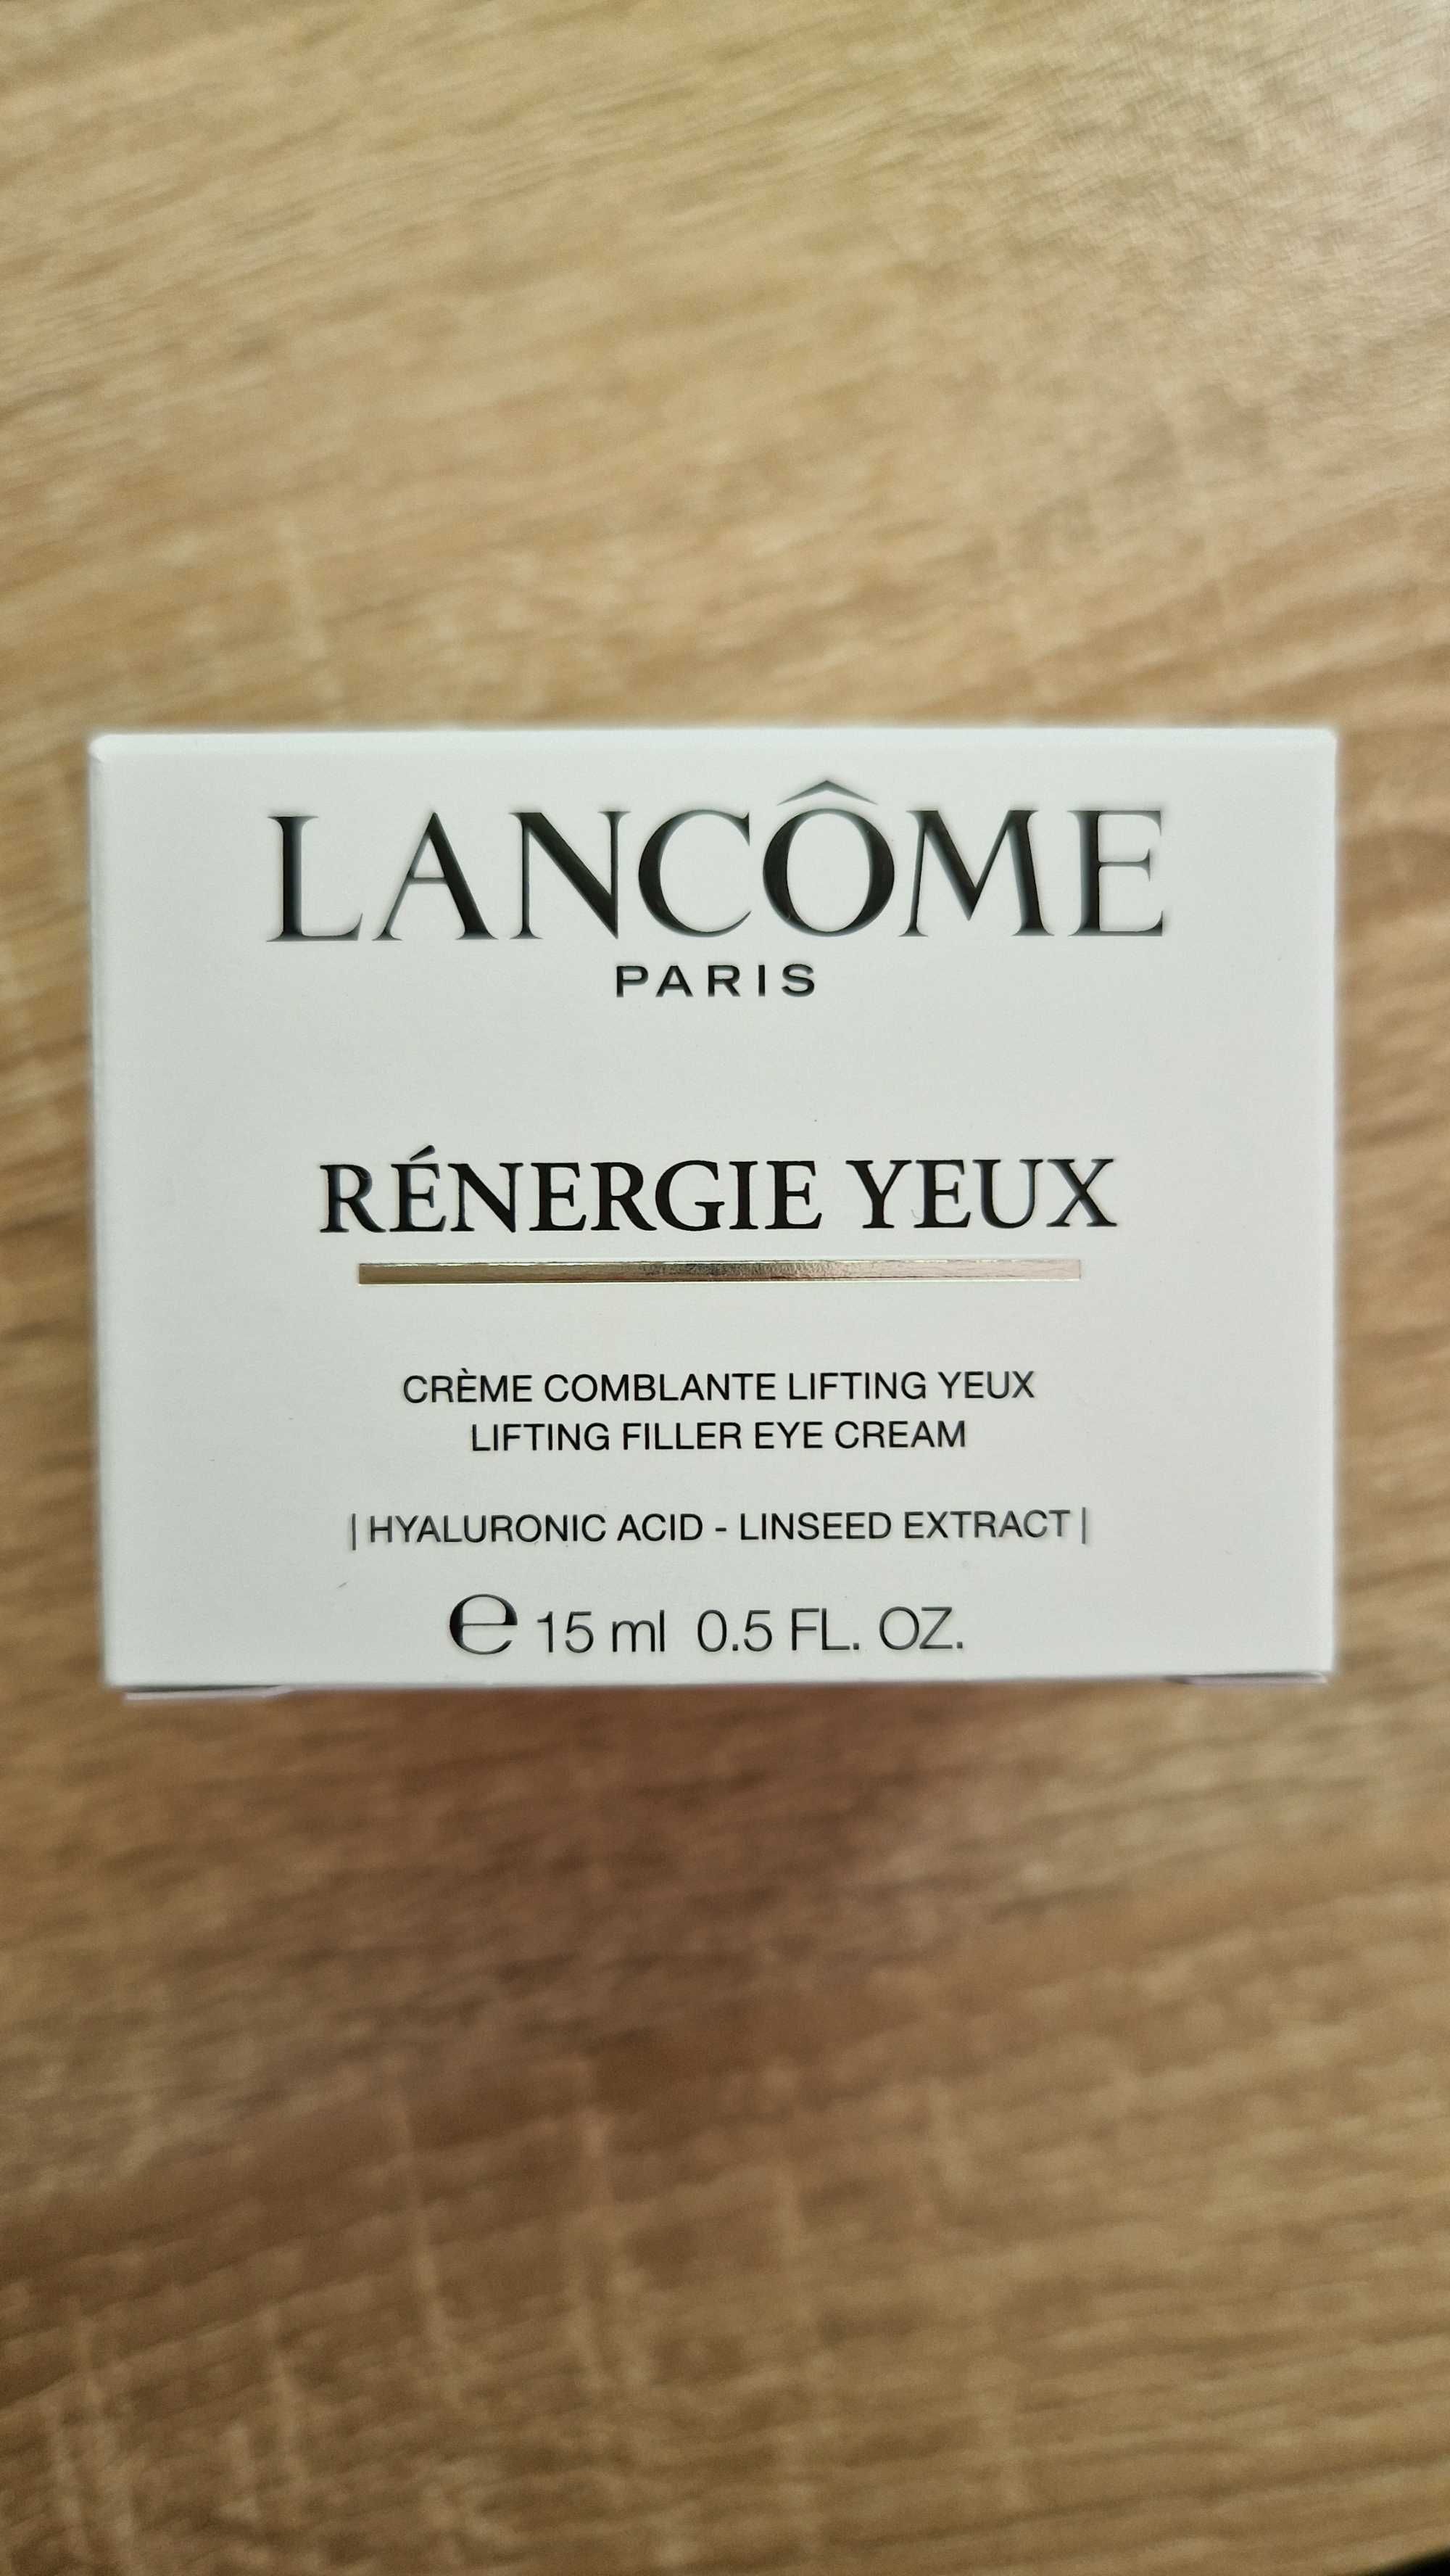 LANCÔME
PARIS
RÉNERGIE YEUX
CRÈME COMBLANTE LIFTING YEUX
LIFTING FILLER EYE CREAM
| HYALURONIC ACID - LINSEED EXTRACT |
℮ 15 ml 0.5 FL. OZ.